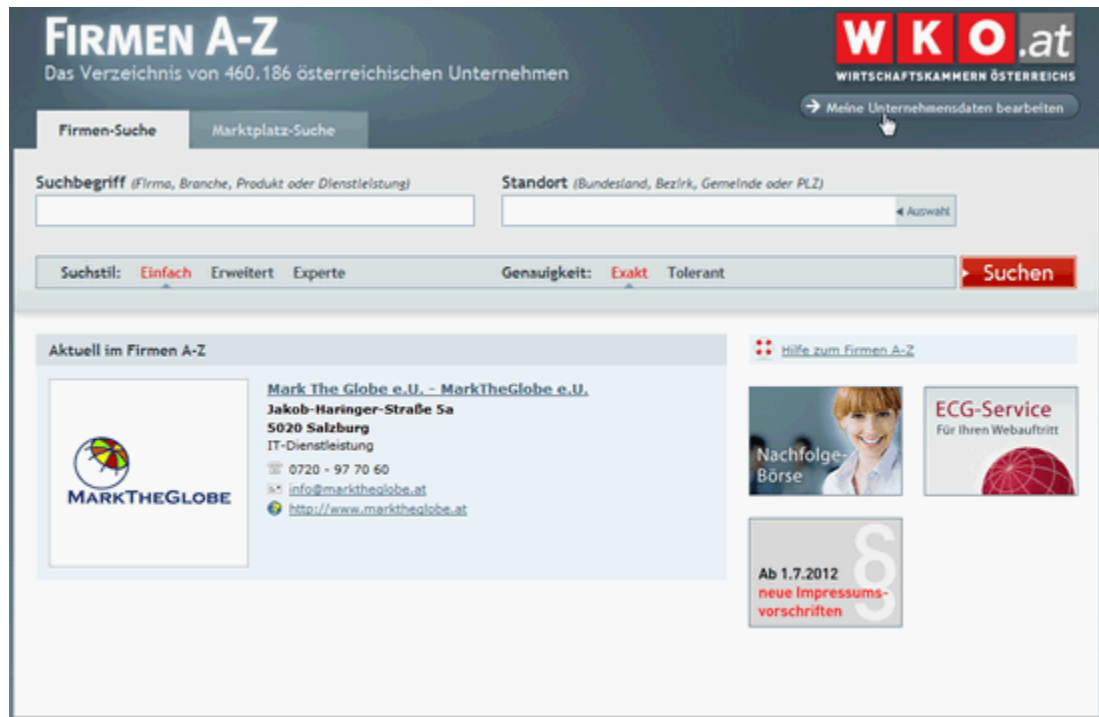 FIRMEN A-Z
Das Verzeichnis von 460.186 österreichischen Unternehmen
WKO.at
WIRTSCHAFTSKAMMERN ÖSTERREICHS
Meine Unternehmensdaten bearbeiten
Firmen-Suche Marktplatz-Suche
Suchbegriff (Firma, Branche, Produkt oder Dienstleistung) Standort (Bundesland, Bezirk, Gemeinde oder PLZ)
Auswahl
Suchstil: Einfach Erweitert Experte Genauigkeit: Exakt Tolerant Suchen
Aktuell im Firmen A-Z
Mark The Globe e.U. - MarkTheGlobe e.U.
Jakob-Haringer-Straße 5a
5020 Salzburg
IT-Dienstleistung
0720 - 97 70 60
info@marktheglobe.at
http://www.marktheglobe.at
MARKTHEGLOBE
Hilfe zum Firmen A-Z
Nachfolge-
Börse
ECG-Service
Für Ihren Webauftritt
§
Ab 1.7.2012
neue Impressums-
vorschriften